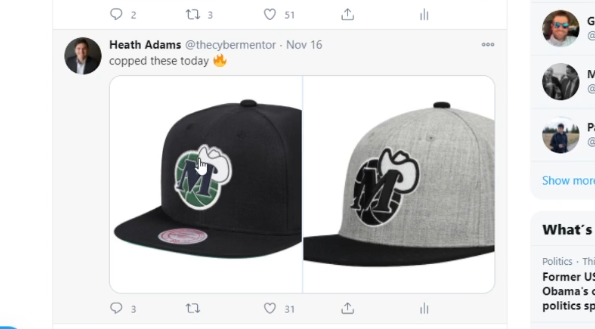 2 3 51
Heath Adams @thecybermentor · Nov 16
copped these today 🔥
M
M
3 31
G
@
M
@
Pa
@
Show more
What's
Politics · Thi
Former US
Obama's
politics sp